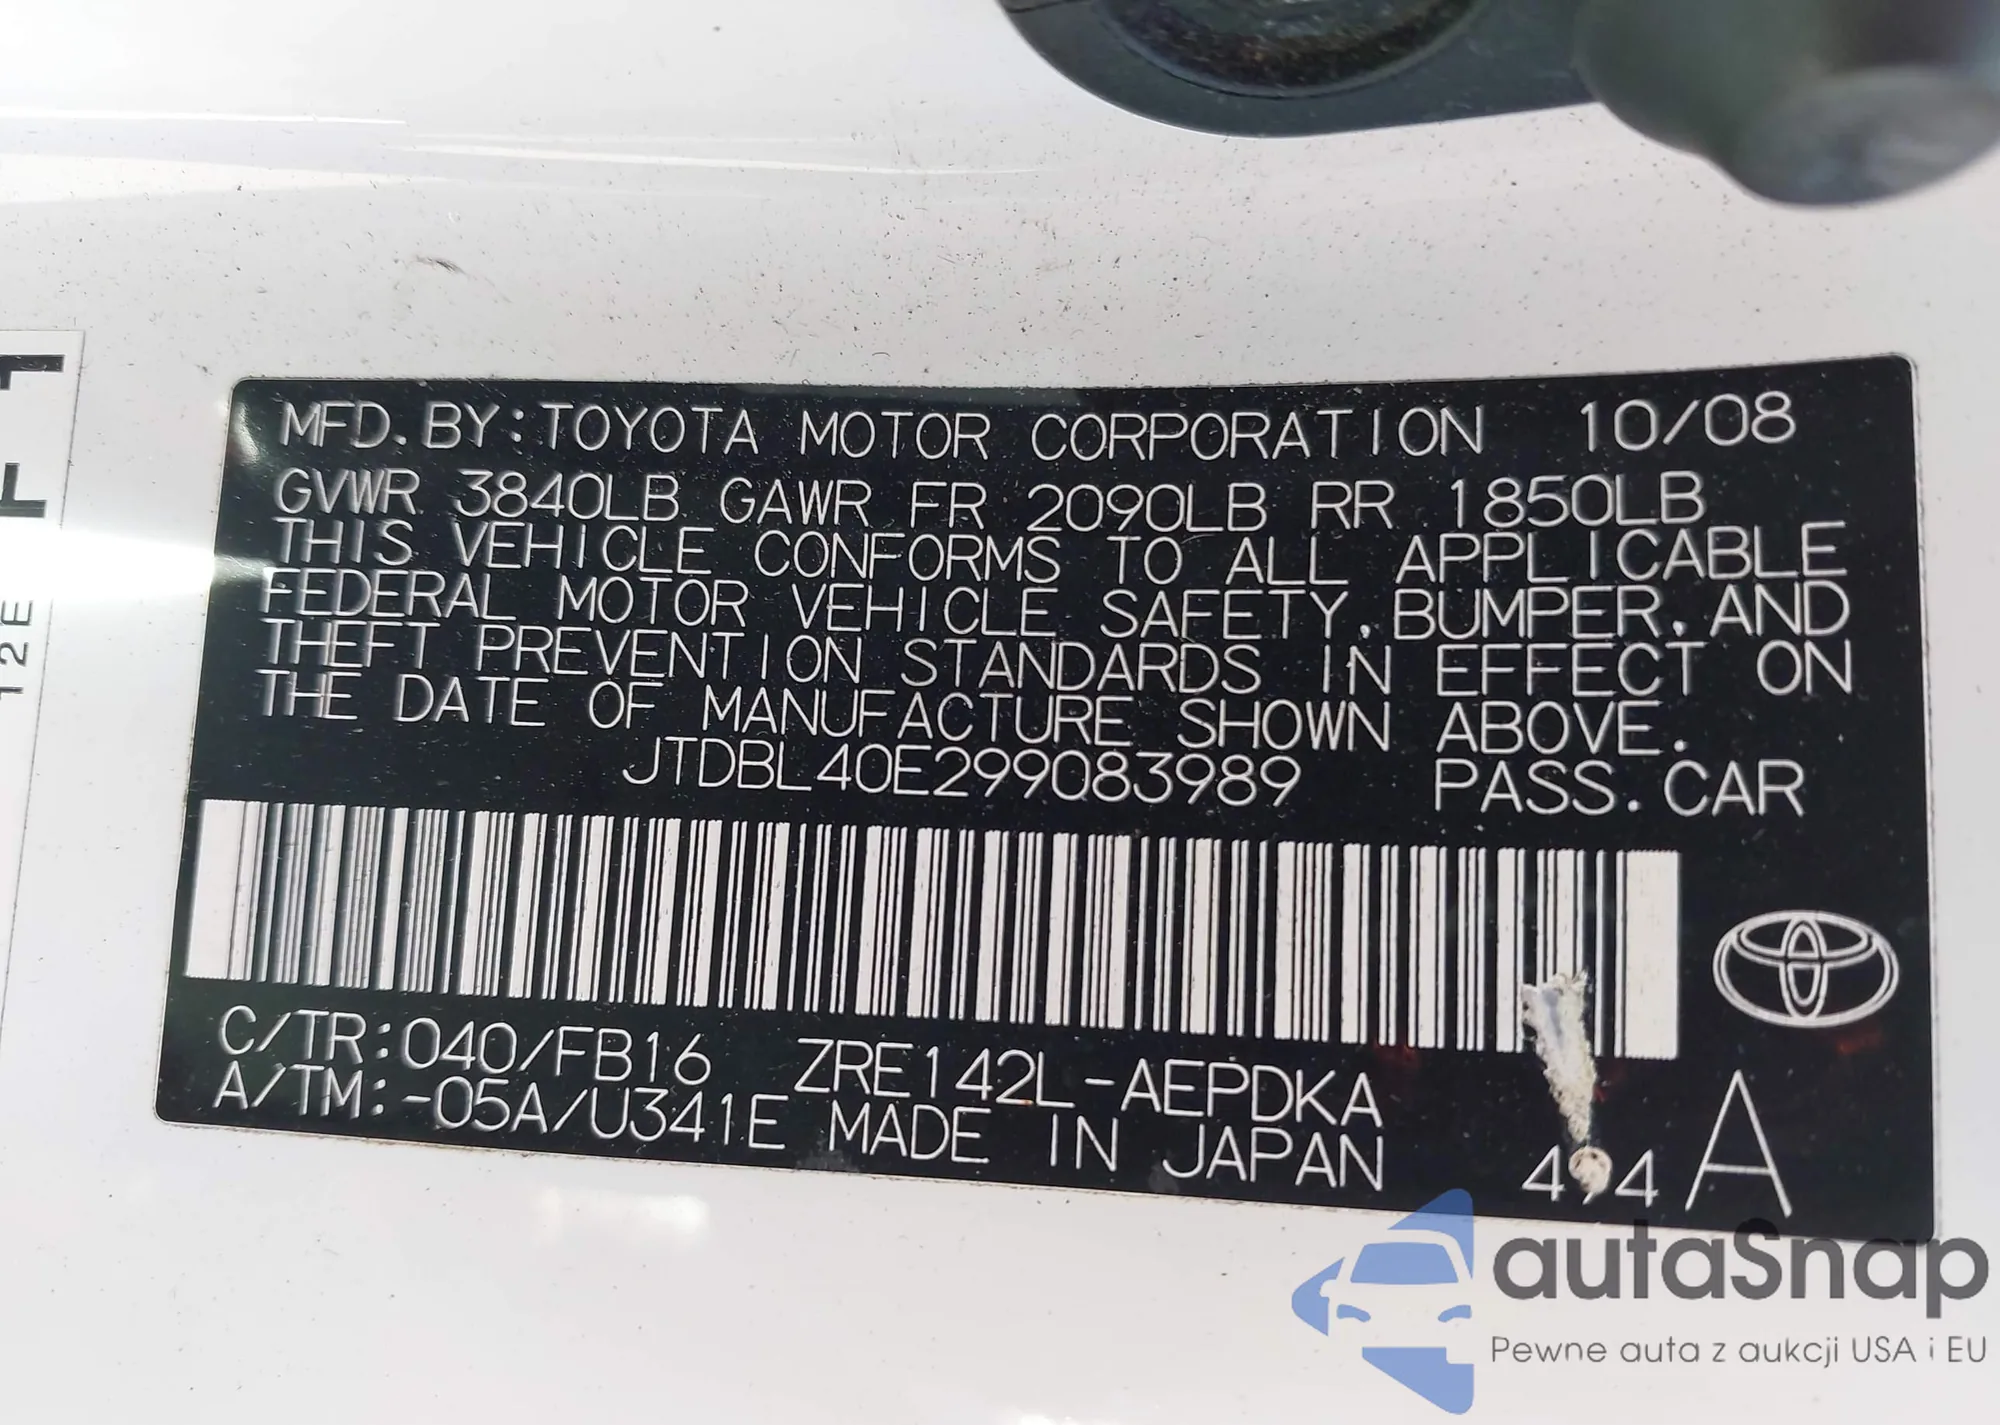 MFD.BY:TOYOTA MOTOR CORPORATION 10/08
GVWR 3840LB GAWR FR 2090LB RR 1850LB
THIS VEHICLE CONFORMS TO ALL APPLICABLE
FEDERAL MOTOR VEHICLE SAFETY, BUMPER, AND
THEFT PREVENTION STANDARDS IN EFFECT ON
THE DATE OF MANUFACTURE SHOWN ABOVE.
JTDBL40E299083989 PASS.CAR
C/TR:040/FB16 ZRE142L-AEPDKA
A/TM:-05A/U341E MADE IN JAPAN
A
12E
autaSnap
Pewne auta z aukcji USA i EU